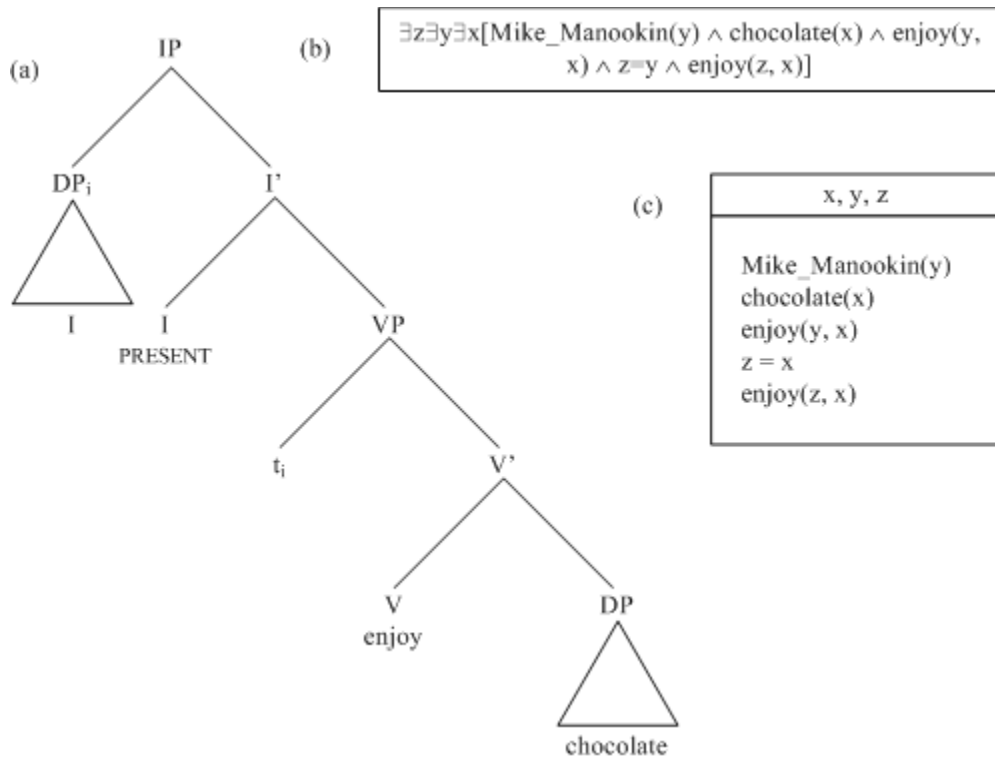 (a)
IP
DPᵢ
I'
I
I
PRESENT
VP
tᵢ
V'
V
enjoy
DP
chocolate
(b)
∃z∃y∃x[Mike_Manookin(y) ∧ chocolate(x) ∧ enjoy(y,
x) ∧ z=y ∧ enjoy(z, x)]
(c)
x, y, z
Mike_Manookin(y)
chocolate(x)
enjoy(y, x)
z = x
enjoy(z, x)